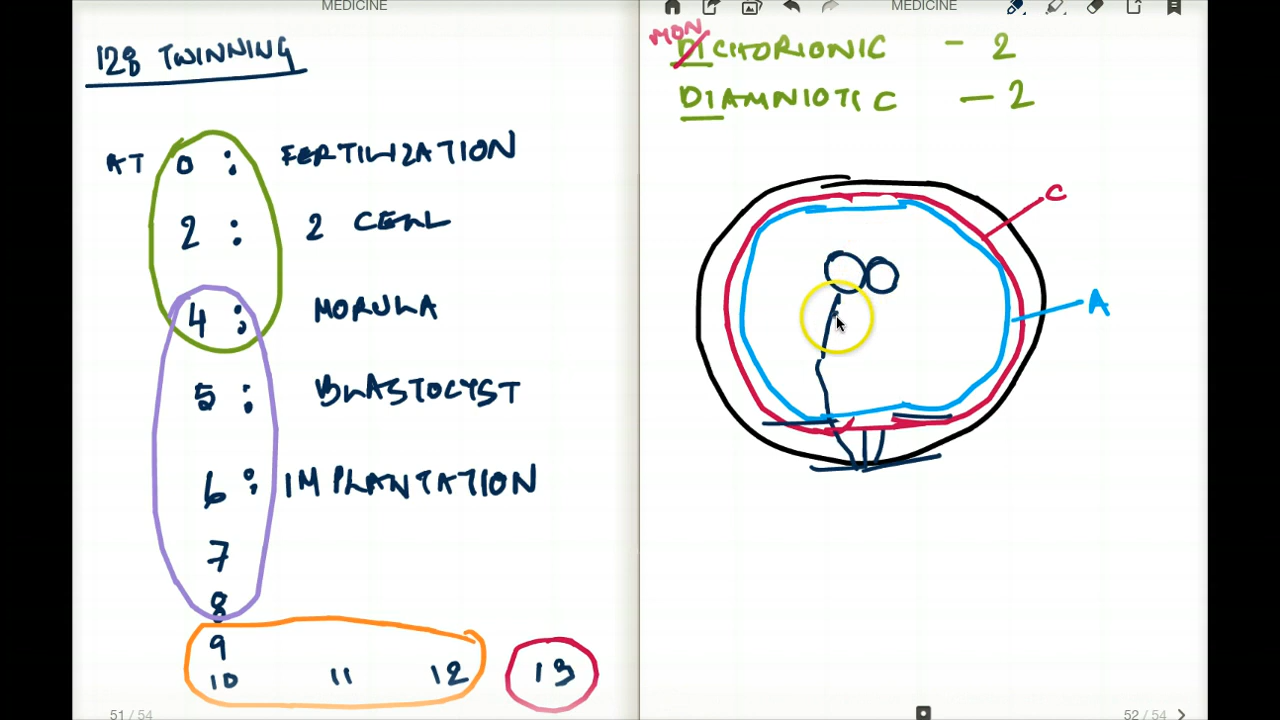 MEDICINE
128 TWINNING
AT 0 : FERTILIZATION
2 : 2 CELL
4 : MORULA
5 : BLASTOCYST
6 : IMPLANTATION
7
8
9
10 11 12 13
51 / 54
MEDICINE
MON
DICHORIONIC - 2
DIAMNIOTIC - 2
C
A
52 / 54